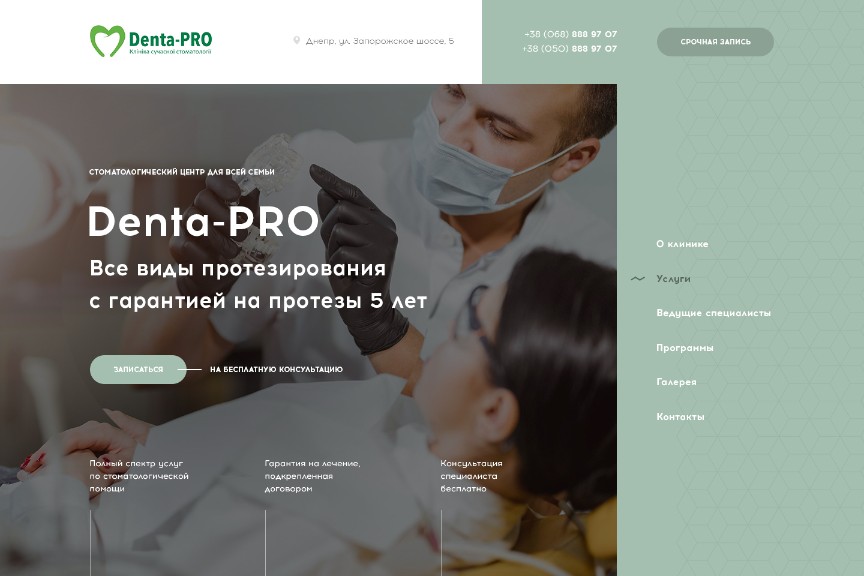 Denta-PRO
Клініка сучасної стоматології
Днепр, ул. Запорожское шоссе, 5
+38 (068) 888 97 07
+38 (050) 888 97 07
СРОЧНАЯ ЗАПИСЬ
СТОМАТОЛОГИЧЕСКИЙ ЦЕНТР ДЛЯ ВСЕЙ СЕМЬИ
Denta-PRO
Все виды протезирования
с гарантией на протезы 5 лет
ЗАПИСАТЬСЯ
НА БЕСПЛАТНУЮ КОНСУЛЬТАЦИЮ
Полный спектр услуг
по стоматологической
помощи
Гарантия на лечение,
подкрепленная
договором
Консультация
специалиста
бесплатно
О клинике
Услуги
Ведущие специалисты
Программы
Галерея
Контакты